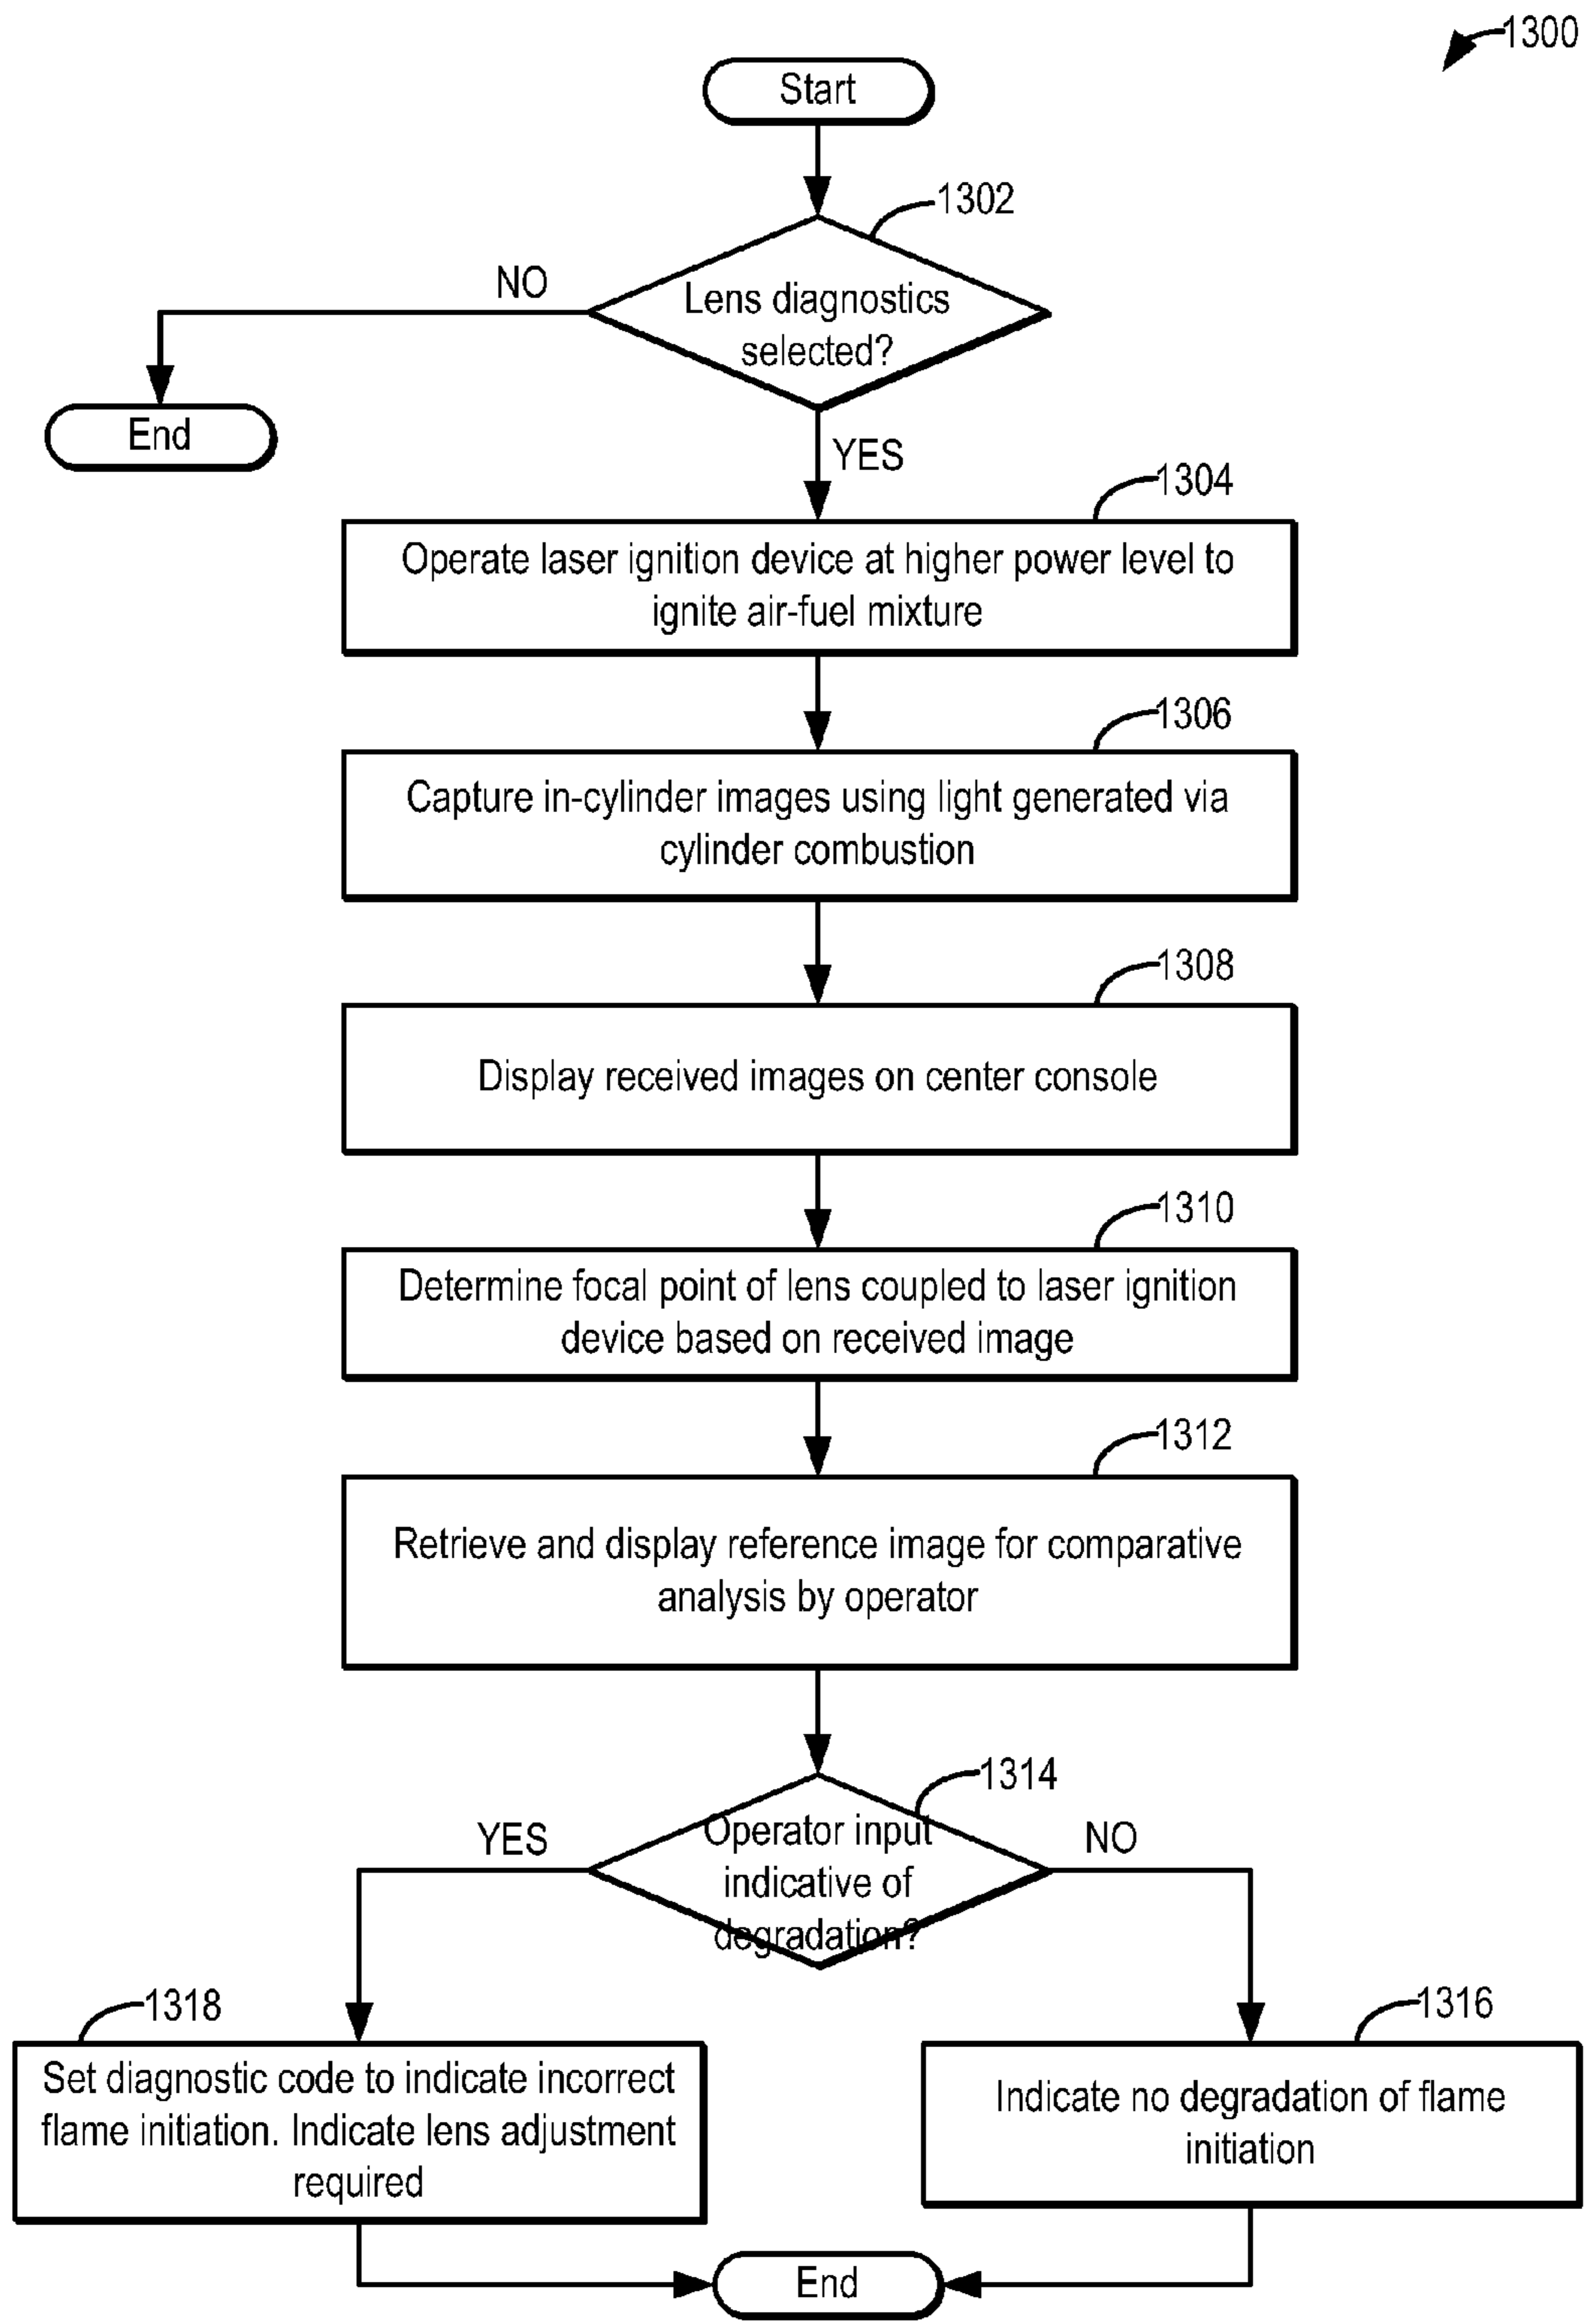 1300
Start
1302
Lens diagnostics
selected?
NO
End
YES
1304
Operate laser ignition device at higher power level to
ignite air-fuel mixture
1306
Capture in-cylinder images using light generated via
cylinder combustion
1308
Display received images on center console
1310
Determine focal point of lens coupled to laser ignition
device based on received image
1312
Retrieve and display reference image for comparative
analysis by operator
1314
Operator input
indicative of
degradation?
YES
NO
1318
Set diagnostic code to indicate incorrect
flame initiation. Indicate lens adjustment
required
1316
Indicate no degradation of flame
initiation
End